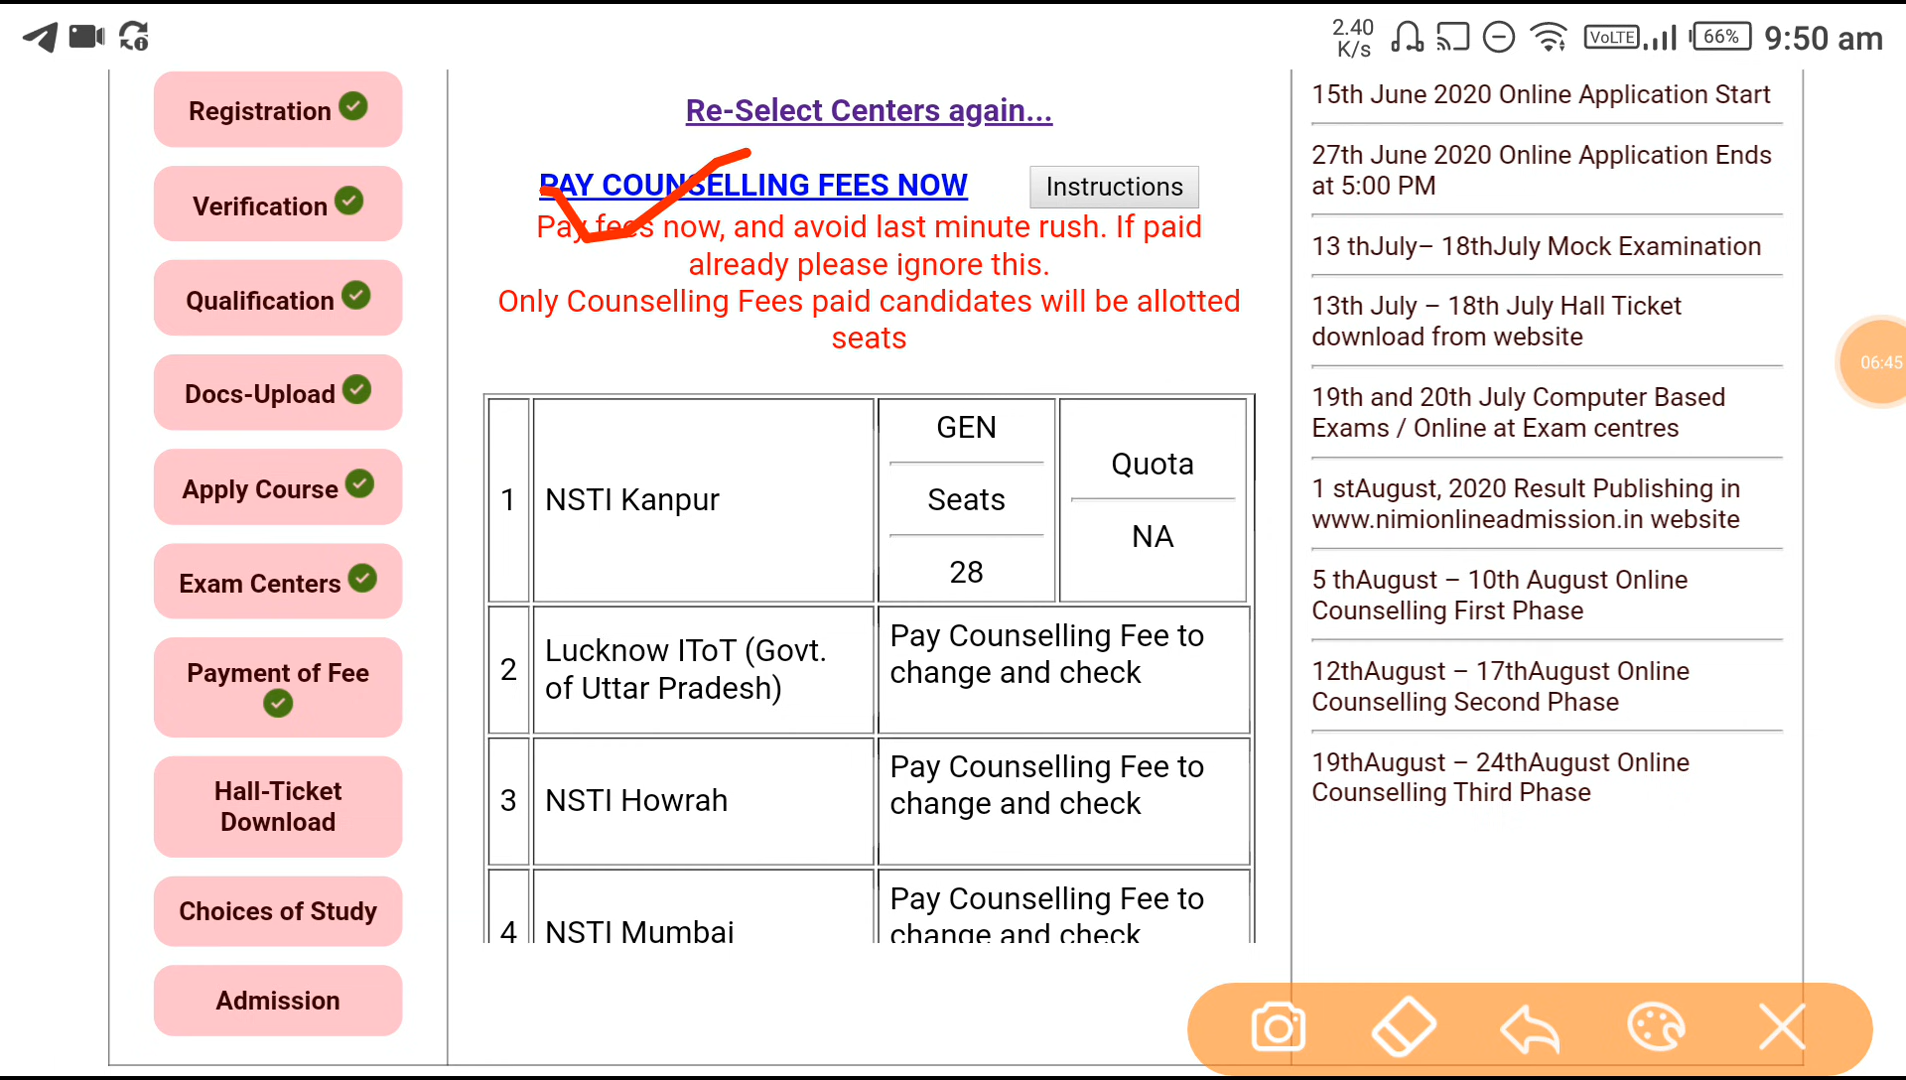 2.40
K/s
VoLTE
66%
9:50 am
Registration
Verification
Qualification
Docs-Upload
Apply Course
Exam Centers
Payment of Fee
Hall-Ticket
Download
Choices of Study
Admission
Re-Select Centers again...
PAY COUNSELLING FEES NOW
Instructions
Pay fees now, and avoid last minute rush. If paid
already please ignore this.
Only Counselling Fees paid candidates will be allotted
seats
1
NSTI Kanpur
GEN
Seats
28
Quota
NA
2
Lucknow IToT (Govt.
of Uttar Pradesh)
Pay Counselling Fee to
change and check
3
NSTI Howrah
Pay Counselling Fee to
change and check
4
NSTI Mumbai
Pay Counselling Fee to
change and check
15th June 2020 Online Application Start
27th June 2020 Online Application Ends
at 5:00 PM
13 thJuly– 18thJuly Mock Examination
13th July – 18th July Hall Ticket
download from website
19th and 20th July Computer Based
Exams / Online at Exam centres
1 stAugust, 2020 Result Publishing in
www.nimionlineadmission.in website
5 thAugust – 10th August Online
Counselling First Phase
12thAugust – 17thAugust Online
Counselling Second Phase
19thAugust – 24thAugust Online
Counselling Third Phase
06:45